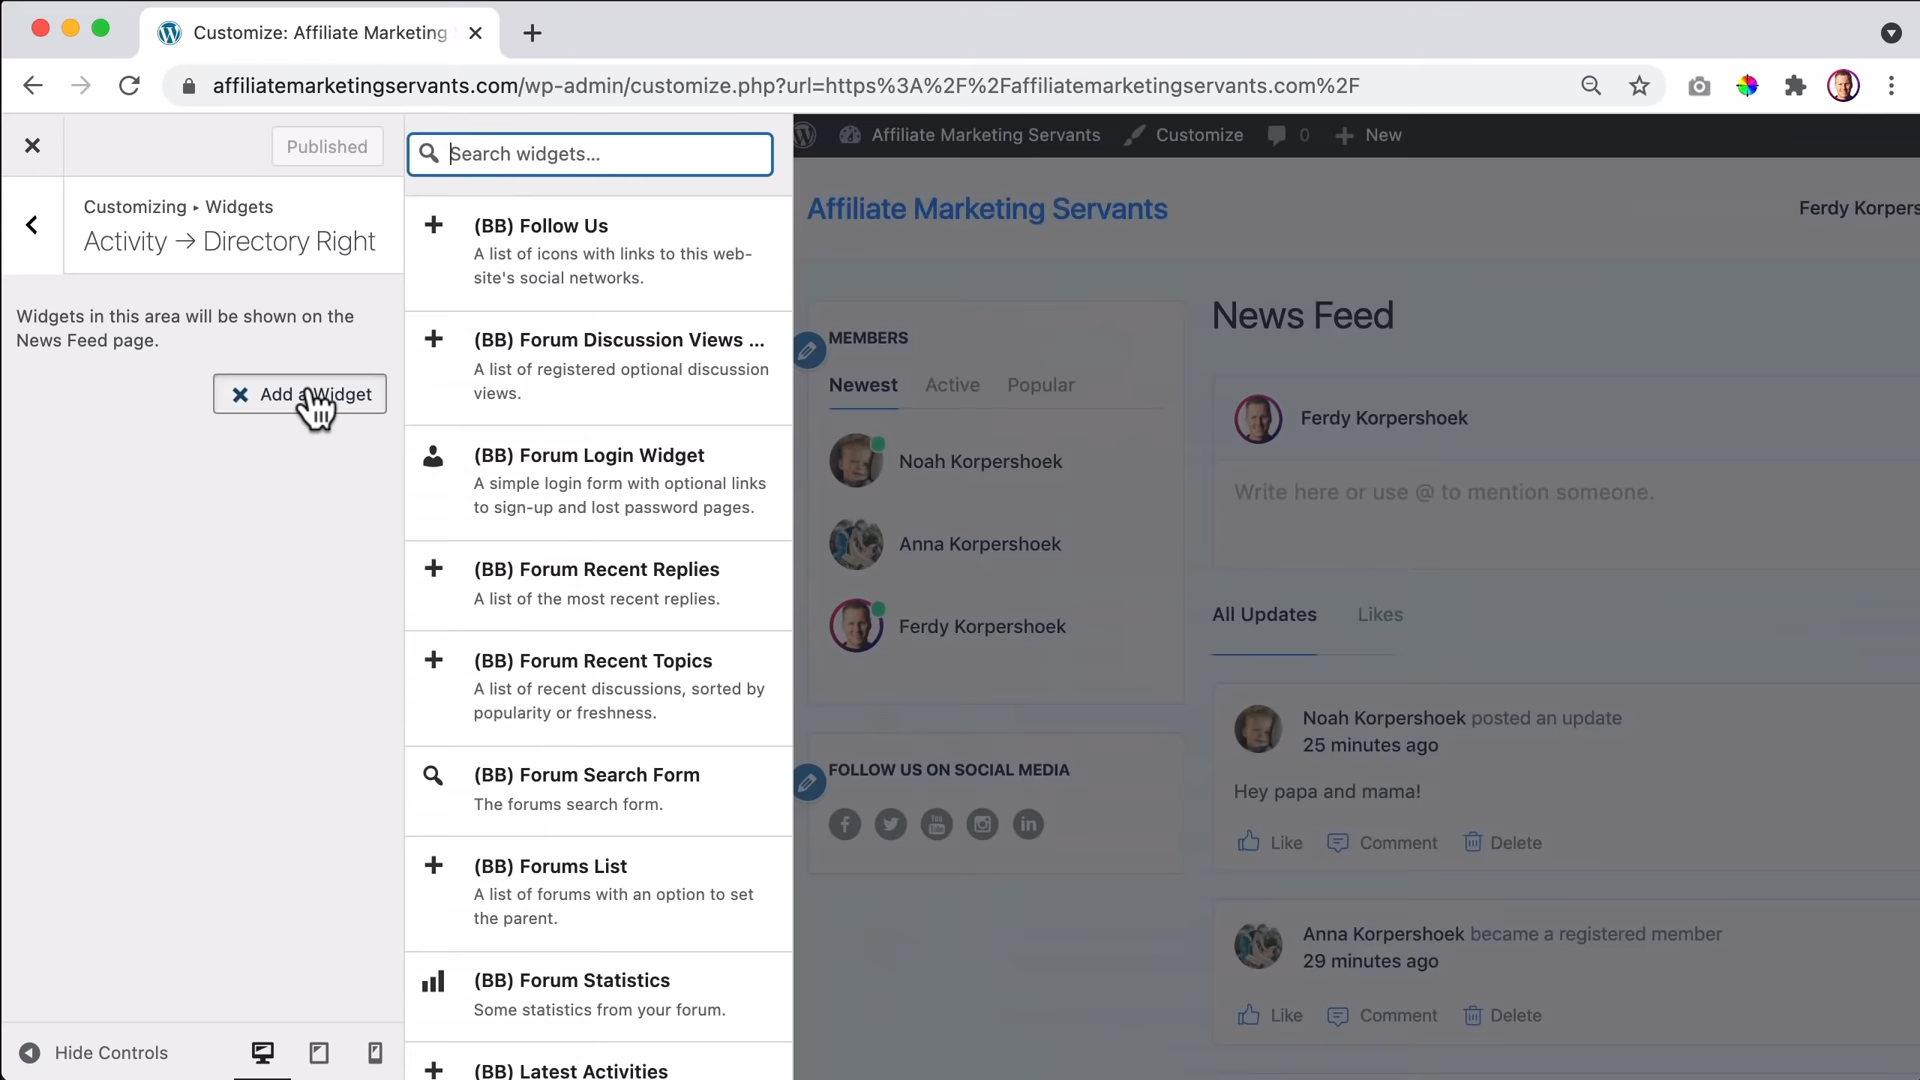 Customize: Affiliate Marketing
affiliatemarketingservants.com/wp-admin/customize.php?url=https%3A%2F%2Faffiliatemarketingservants.com%2F
Published
Customizing ▸ Widgets
Activity → Directory Right
Widgets in this area will be shown on the
News Feed page.
Add a Widget
Hide Controls
Search widgets...
(BB) Follow Us
A list of icons with links to this web-
site's social networks.
(BB) Forum Discussion Views ...
A list of registered optional discussion
views.
(BB) Forum Login Widget
A simple login form with optional links
to sign-up and lost password pages.
(BB) Forum Recent Replies
A list of the most recent replies.
(BB) Forum Recent Topics
A list of recent discussions, sorted by
popularity or freshness.
(BB) Forum Search Form
The forums search form.
(BB) Forums List
A list of forums with an option to set
the parent.
(BB) Forum Statistics
Some statistics from your forum.
(BB) Latest Activities
Affiliate Marketing Servants Customize 0 New
Affiliate Marketing Servants
Ferdy Korpers
MEMBERS
Newest Active Popular
Noah Korpershoek
Anna Korpershoek
Ferdy Korpershoek
FOLLOW US ON SOCIAL MEDIA
You
Tube
in
News Feed
Ferdy Korpershoek
Write here or use @ to mention someone.
All Updates Likes
Noah Korpershoek posted an update
25 minutes ago
Hey papa and mama!
Like Comment Delete
Anna Korpershoek became a registered member
29 minutes ago
Like Comment Delete